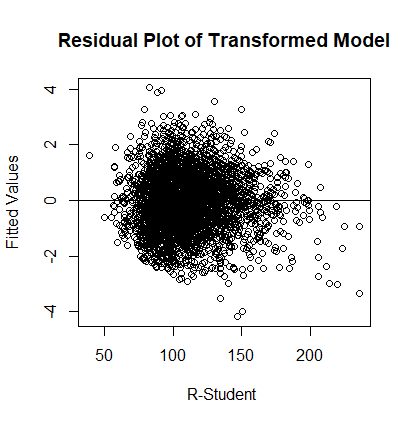 Residual Plot of Transformed Model
4
2
0
-2
-4
Fitted Values
50 100 150 200
R-Student